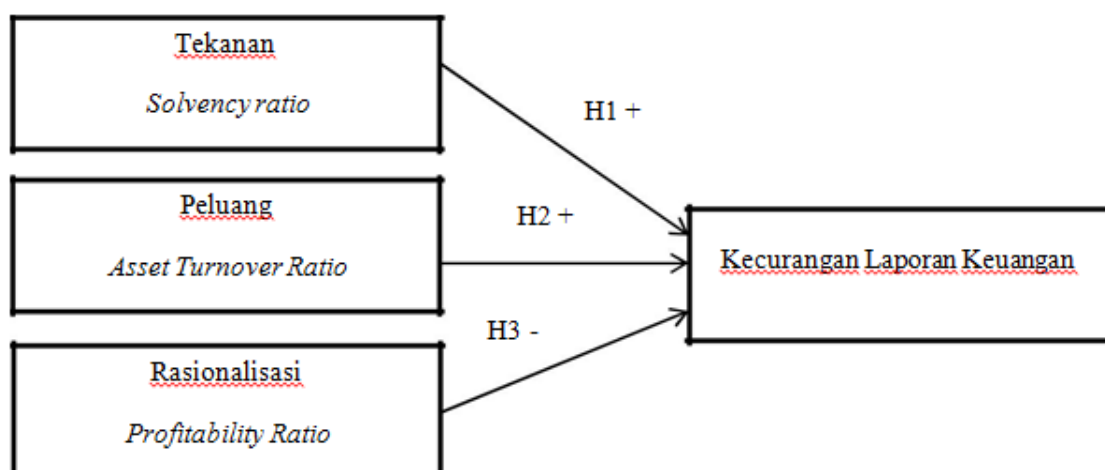 Tekanan
Solvency ratio
H1 +
Peluang
Asset Turnover Ratio
H2 +
Kecurangan Laporan Keuangan
H3 -
Rasionalisasi
Profitability Ratio